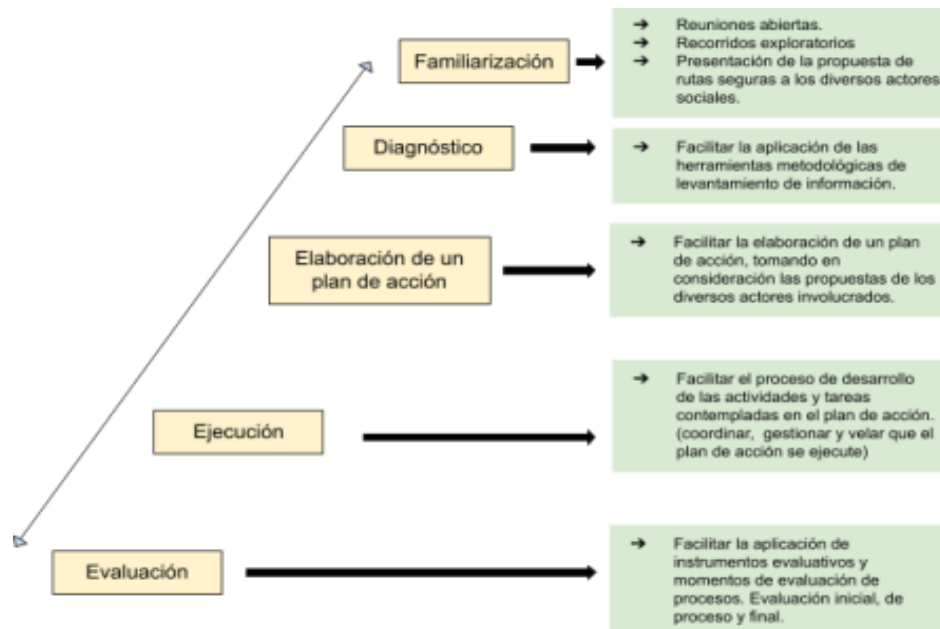 Familiarización
➔ Reuniones abiertas.
➔ Recorridos exploratorios
➔ Presentación de la propuesta de
rutas seguras a los diversos actores
sociales.
Diagnóstico
➔ Facilitar la aplicación de las
herramientas metodológicas de
levantamiento de información.
Elaboración de un
plan de acción
➔ Facilitar la elaboración de un plan
de acción, tomando en
consideración las propuestas de los
diversos actores involucrados.
Ejecución
➔ Facilitar el proceso de desarrollo
de las actividades y tareas
contempladas en el plan de acción.
(coordinar, gestionar y velar que el
plan de acción se ejecute)
Evaluación
➔ Facilitar la aplicación de
instrumentos evaluativos y
momentos de evaluación de
procesos. Evaluación inicial, de
proceso y final.